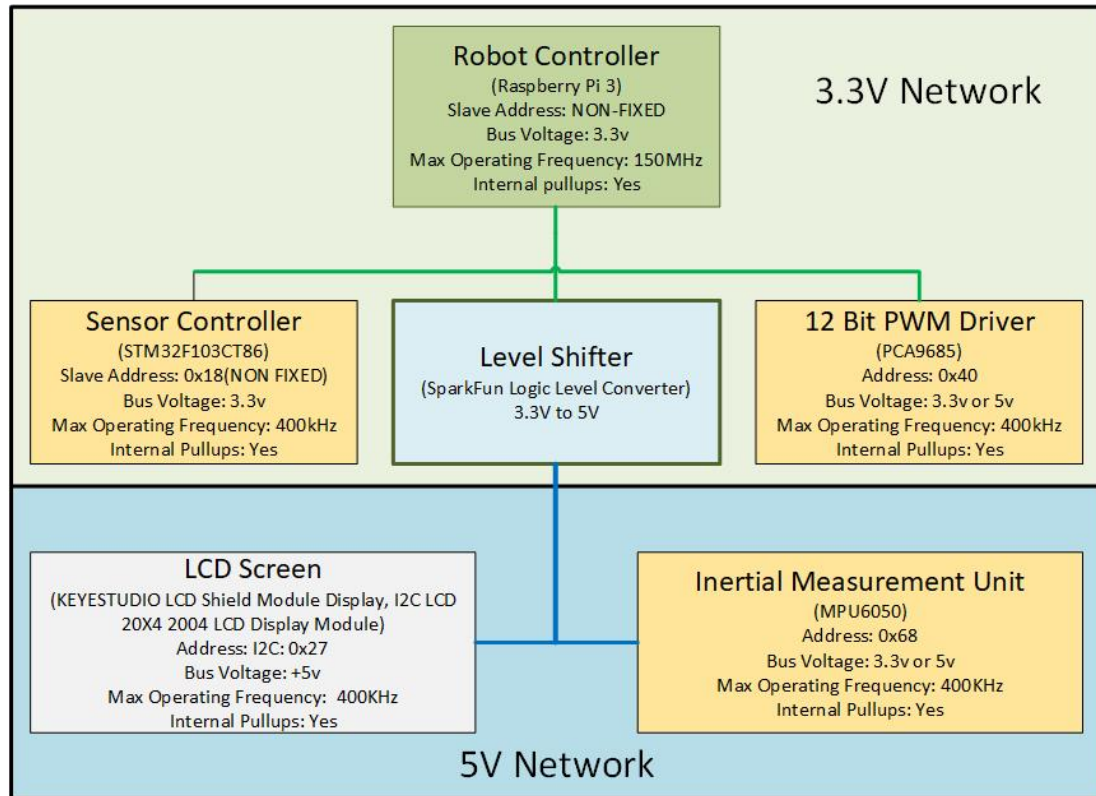 Robot Controller
(Raspberry Pi 3)
Slave Address: NON-FIXED
Bus Voltage: 3.3v
Max Operating Frequency: 150MHz
Internal pullups: Yes
3.3V Network
Sensor Controller
(STM32F103CT86)
Slave Address: 0x18(NON FIXED)
Bus Voltage: 3.3v
Max Operating Frequency: 400kHz
Internal Pullups: Yes
Level Shifter
(SparkFun Logic Level Converter)
3.3V to 5V
12 Bit PWM Driver
(PCA9685)
Address: 0x40
Bus Voltage: 3.3v or 5v
Max Operating Frequency: 400kHz
Internal Pullups: Yes
LCD Screen
(KEYESTUDIO LCD Shield Module Display, I2C LCD
20X4 2004 LCD Display Module)
Address: I2C: 0x27
Bus Voltage: +5v
Max Operating Frequency:  400KHz
Internal Pullups: Yes
Inertial Measurement Unit
(MPU6050)
Address: 0x68
Bus Voltage: 3.3v or 5v
Max Operating Frequency: 400KHz
Internal Pullups: Yes
5V Network